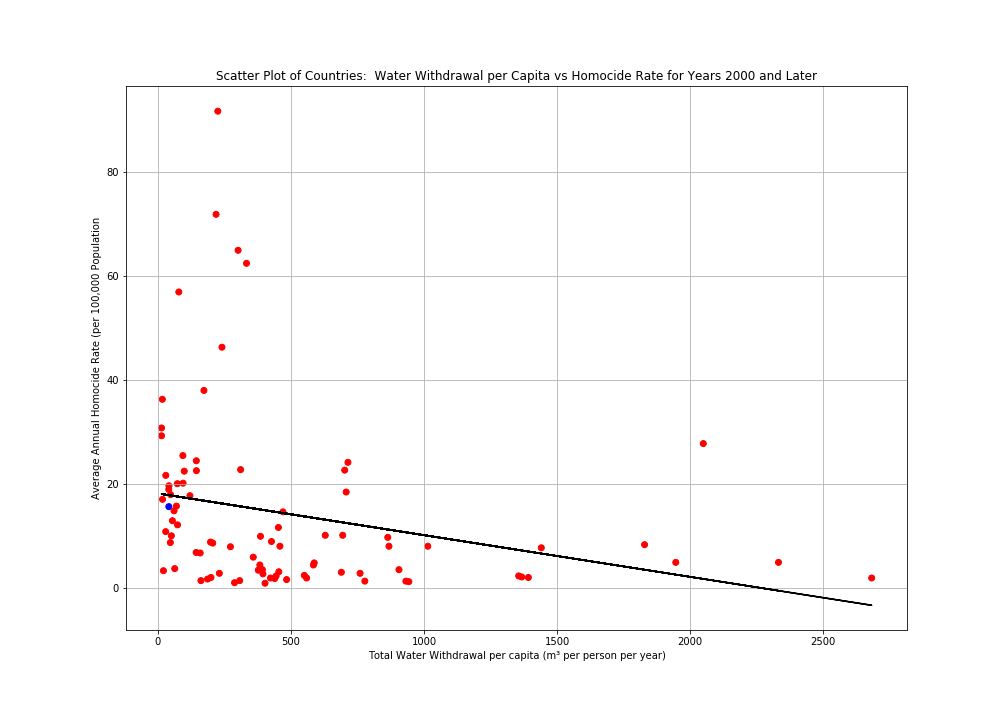 Scatter Plot of Countries:  Water Withdrawal per Capita vs Homocide Rate for Years 2000 and Later
Average Annual Homocide Rate (per 100,000 Population
80
60
40
20
0
0 500 1000 1500 2000 2500
Total Water Withdrawal per capita (m³ per person per year)